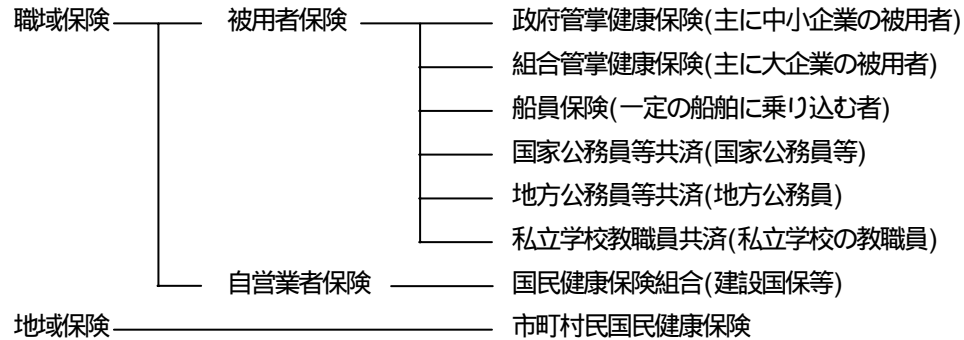 職域保険 被用者保険 政府管掌健康保険(主に中小企業の被用者)
組合管掌健康保険(主に大企業の被用者)
船員保険(一定の船舶に乗り込む者)
国家公務員等共済(国家公務員等)
地方公務員等共済(地方公務員)
私立学校教職員共済(私立学校の教職員)
自営業者保険 国民健康保険組合(建設国保等)
地域保険 市町村民国民健康保険